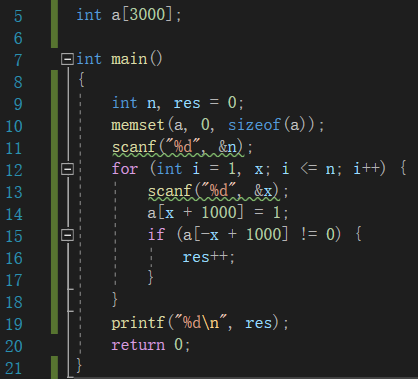 5 int a[3000];
6
7 int main()
8 {
9 int n, res = 0;
10 memset(a, 0, sizeof(a));
11 scanf("%d", &n);
12 for (int i = 1, x; i <= n; i++) {
13 scanf("%d", &x);
14 a[x + 1000] = 1;
15 if (a[-x + 1000] != 0) {
16 res++;
17 }
18 }
19 printf("%d\n", res);
20 return 0;
21 }